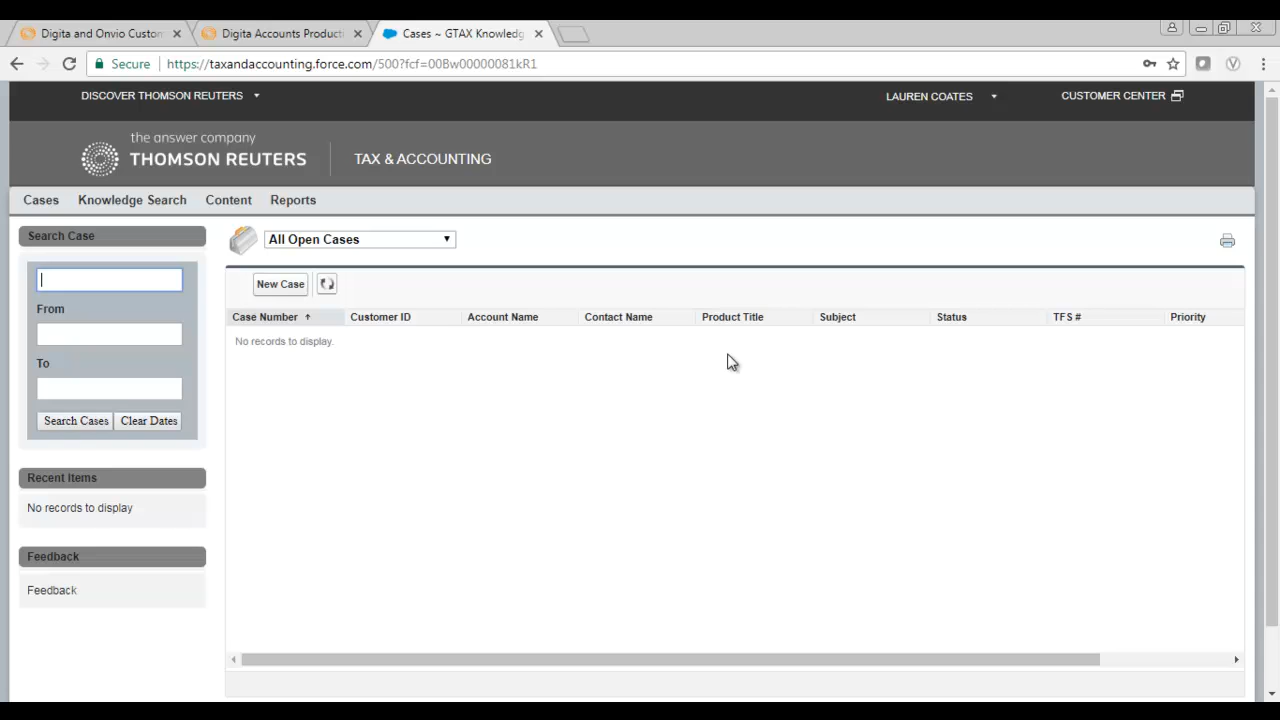 Digita and Onvio Custom
Digita Accounts Producti
Cases ~ GTAX Knowledg
Secure
https://taxandaccounting.force.com/500?fcf=00Bw00000081kR1
DISCOVER THOMSON REUTERS
LAUREN COATES
CUSTOMER CENTER
the answer company
THOMSON REUTERS
TAX & ACCOUNTING
Cases
Knowledge Search
Content
Reports
Search Case
From
To
Search Cases
Clear Dates
Recent Items
No records to display
Feedback
Feedback
All Open Cases
New Case
Case Number
Customer ID
Account Name
Contact Name
Product Title
Subject
Status
TFS #
Priority
No records to display.